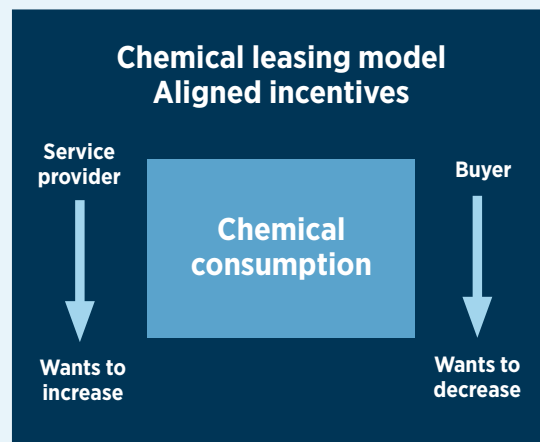 Chemical leasing model
Aligned incentives
Service
provider
Buyer
Chemical
consumption
Wants to
increase
Wants to
decrease